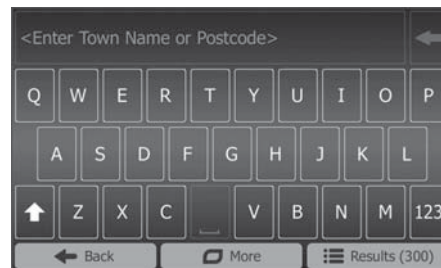 <Enter Town Name or Postcode>
Q W E R T Y U I O P
A S D F G H J K L
Z X C V B N M 123
Back More Results (300)